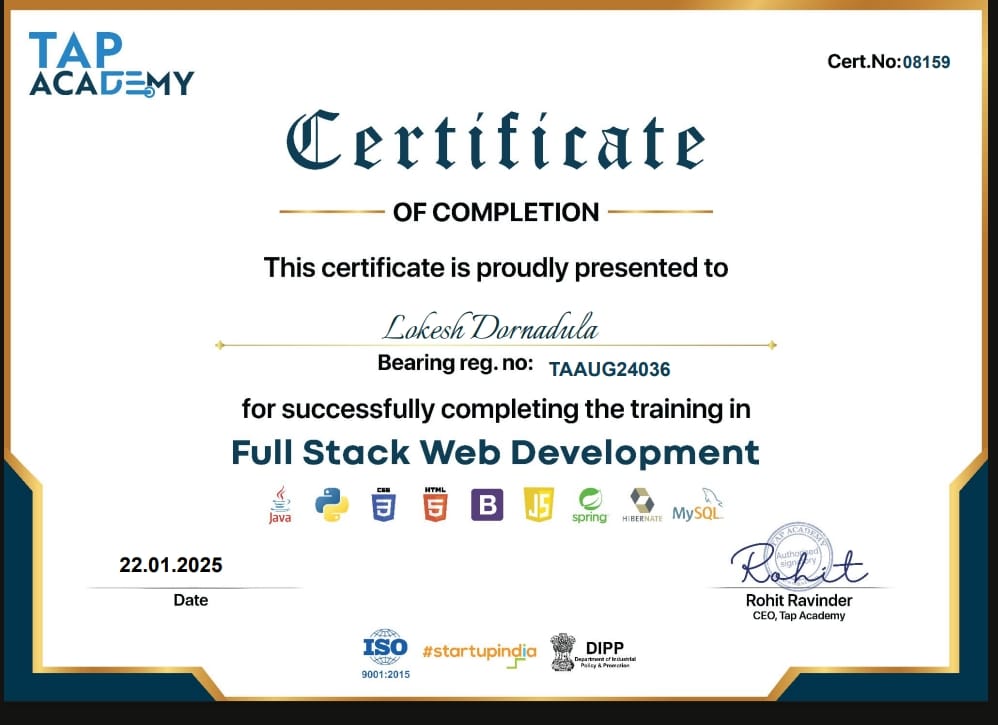 TAP
ACADEMY
Cert.No:08159
Certificate
OF COMPLETION
This certificate is proudly presented to
Lokesh Dornadula
Bearing reg. no: TAAUG24036
for successfully completing the training in
Full Stack Web Development
Java
CSS
3
HTML
5
B
JS
spring
HIBERNATE
MySQL
22.01.2025
Date
TAP ACADEMY
Authorized
signatory
Rohit
Rohit Ravinder
CEO, Tap Academy
ISO
9001:2015
#startupindia
DIPP
Department of Industrial
Policy & Promotion